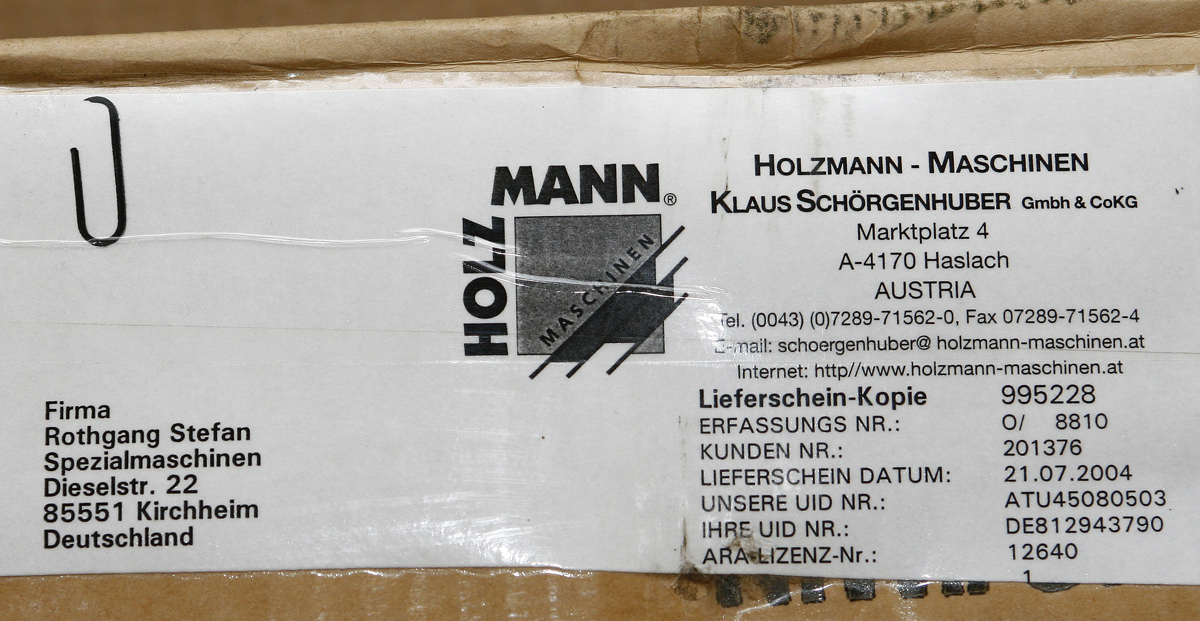 MANN®
HOLZ
MASCHINEN
HOLZMANN - MASCHINEN
KLAUS SCHÖRGENHUBER Gmbh & CoKG
Marktplatz 4
A-4170 Haslach
AUSTRIA
Tel. (0043) (0)7289-71562-0, Fax 07289-71562-4
E-mail: schoergenhuber@ holzmann-maschinen.at
Internet: http//www.holzmann-maschinen.at
Firma
Rothgang Stefan
Spezialmaschinen
Dieselstr. 22
85551 Kirchheim
Deutschland
Lieferschein-Kopie 995228
ERFASSUNGS NR.: O/ 8810
KUNDEN NR.: 201376
LIEFERSCHEIN DATUM: 21.07.2004
UNSERE UID NR.: ATU45080503
IHRE UID NR.: DE812943790
ARA-LIZENZ-Nr.: 12640
1